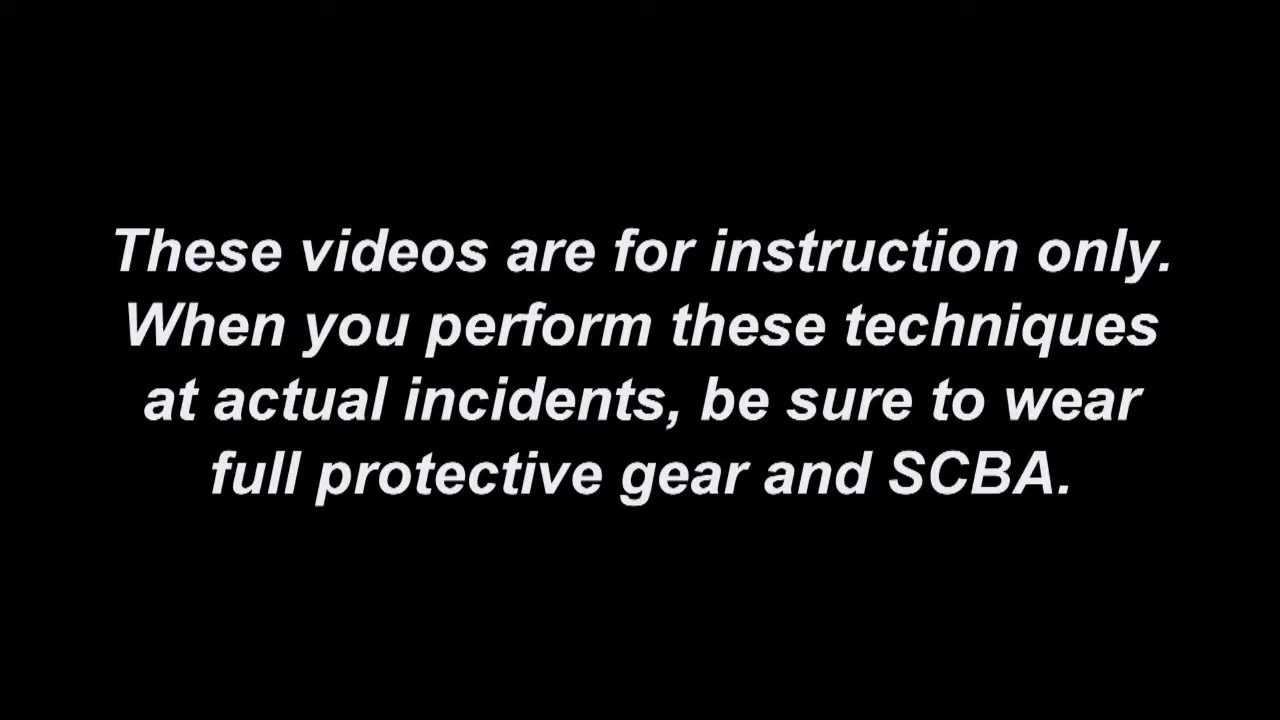 These videos are for instruction only.
When you perform these techniques
at actual incidents, be sure to wear
full protective gear and SCBA.